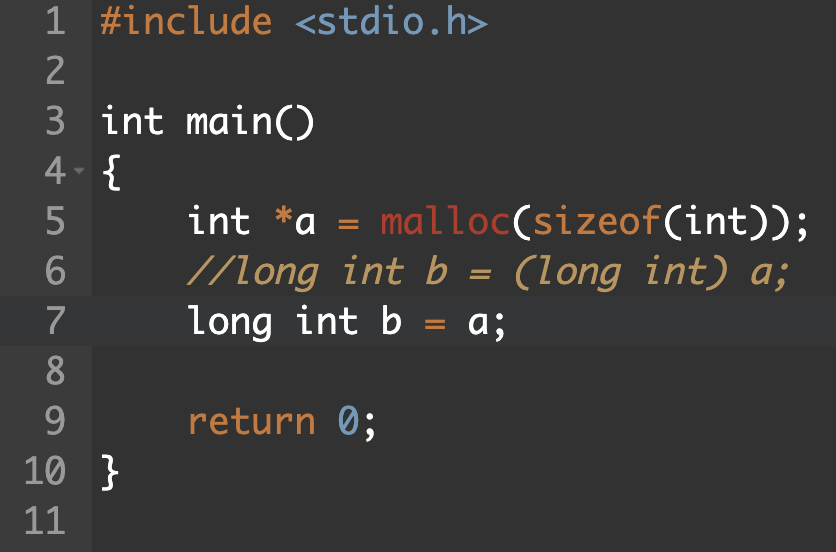 1 #include <stdio.h>
2
3 int main()
4 {
5     int *a = malloc(sizeof(int));
6     //long int b = (long int) a;
7     long int b = a;
8
9     return 0;
10 }
11